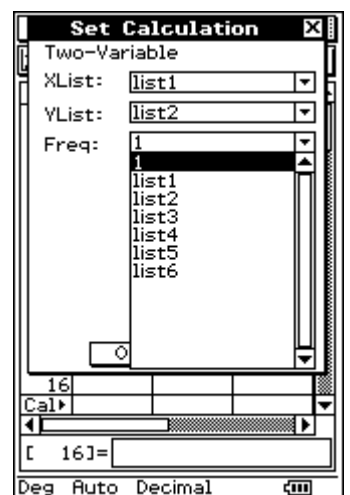 Set Calculation
Two-Variable
XList: list1
YList: list2
Freq: 1
1
list1
list2
list3
list4
list5
list6
O
16
Cal
[ 16]=
Deg Auto Decimal